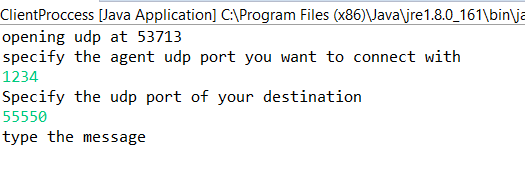 ClientProccess [Java Application] C:\Program Files (x86)\Java\jre1.8.0_161\bin\ja
opening udp at 53713
specify the agent udp port you want to connect with
1234
Specify the udp port of your destination
55550
type the message